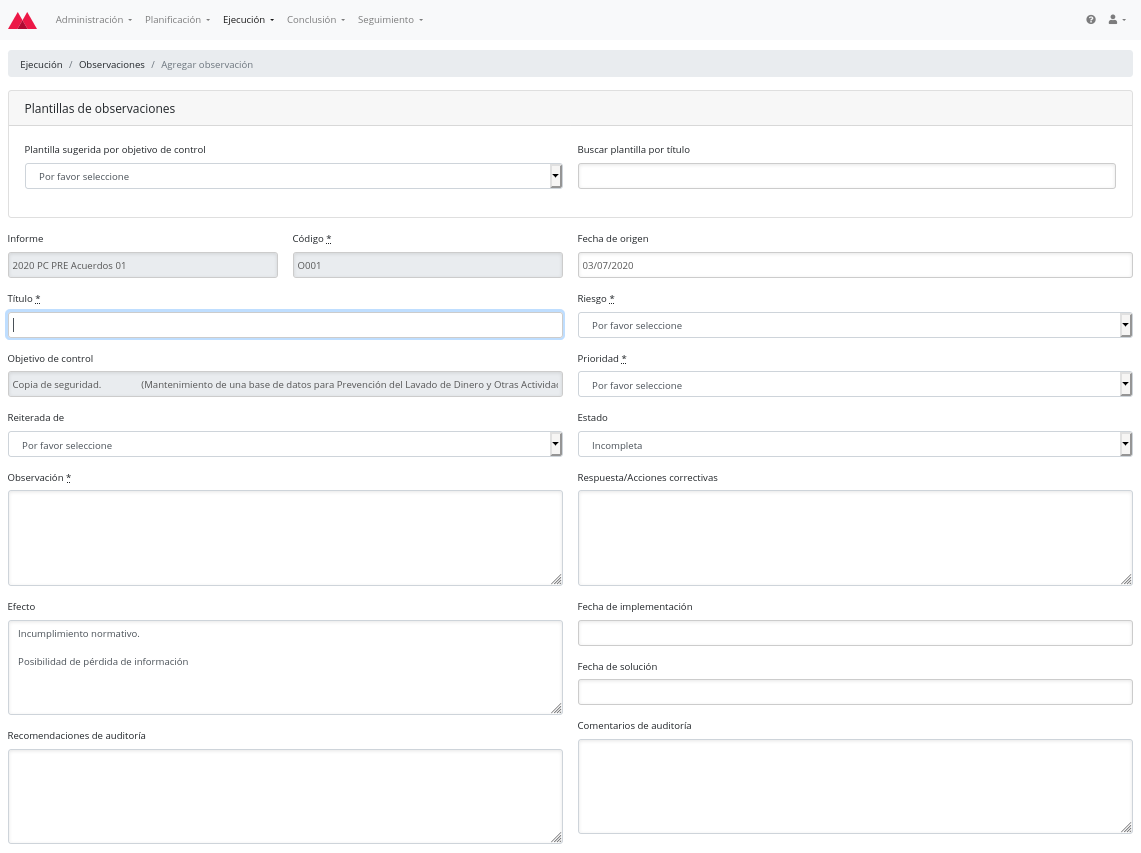 Administración Planificación Ejecución Conclusión Seguimiento
Ejecución / Observaciones / Agregar observación
Plantillas de observaciones
Plantilla sugerida por objetivo de control
Por favor seleccione
Buscar plantilla por título
Informe
2020 PC PRE Acuerdos 01
Código *
O001
Fecha de origen
03/07/2020
Título *
Riesgo *
Por favor seleccione
Objetivo de control
Copia de seguridad. (Mantenimiento de una base de datos para Prevención del Lavado de Dinero y Otras Activida
Prioridad *
Por favor seleccione
Reiterada de
Por favor seleccione
Estado
Incompleta
Observación *
Respuesta/Acciones correctivas
Efecto
Incumplimiento normativo.
Posibilidad de pérdida de información
Fecha de implementación
Fecha de solución
Recomendaciones de auditoría
Comentarios de auditoría